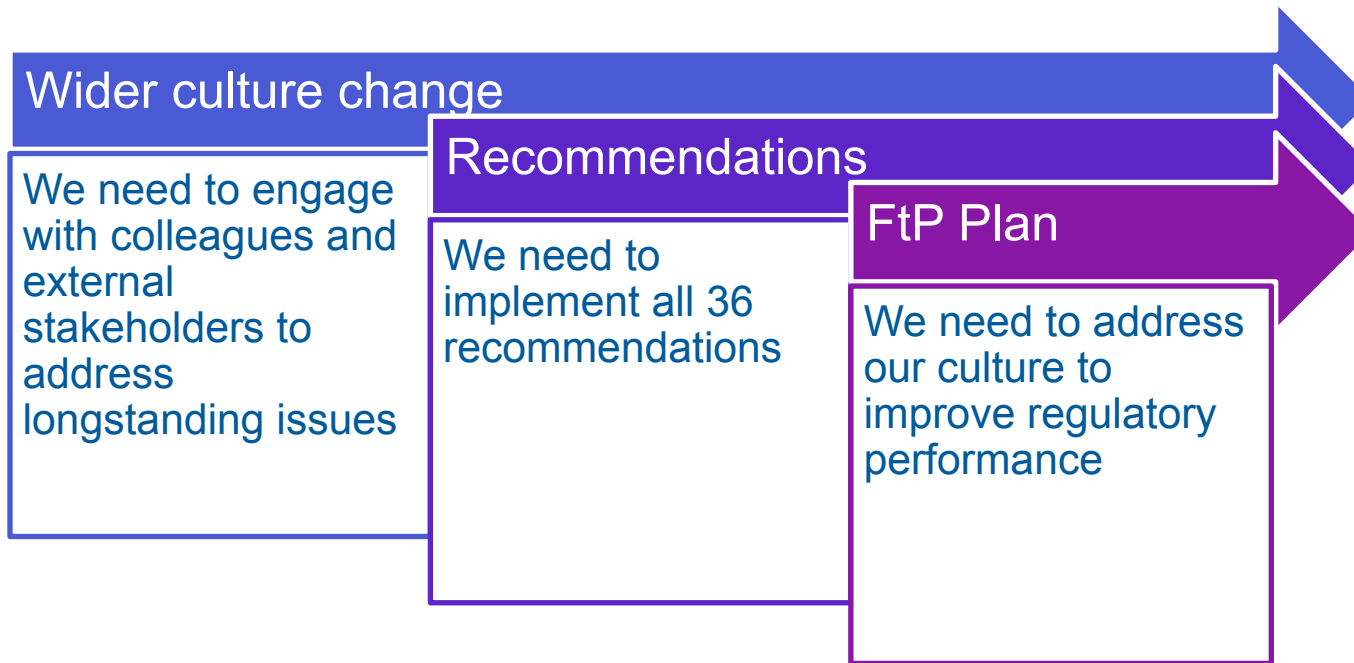 Wider culture change
We need to engage
with colleagues and
external
stakeholders to
address
longstanding issues
Recommendations
We need to
implement all 36
recommendations
FtP Plan
We need to address
our culture to
improve regulatory
performance